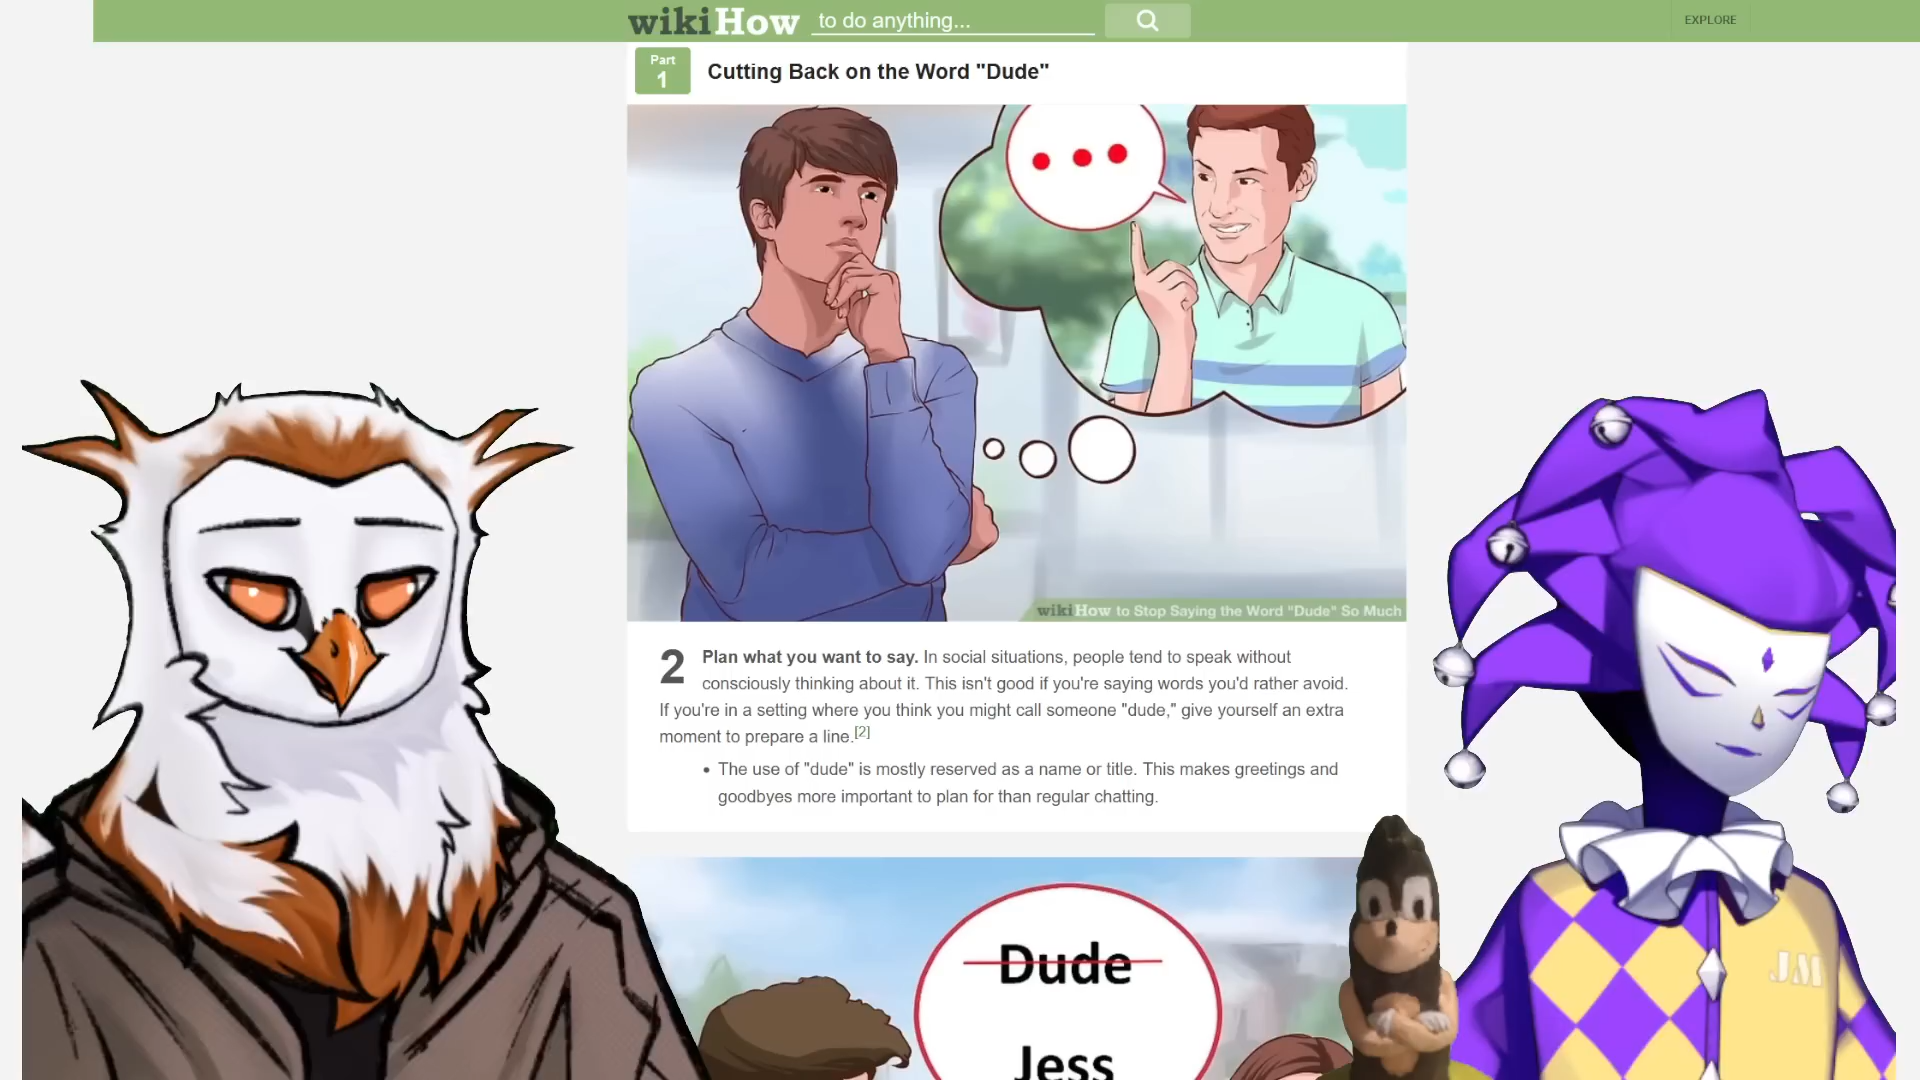 wikiHow to do anything...
EXPLORE
Part
1
Cutting Back on the Word "Dude"
wikiHow to Stop Saying the Word "Dude" So Much
2
Plan what you want to say. In social situations, people tend to speak without
consciously thinking about it. This isn't good if you're saying words you'd rather avoid.
If you're in a setting where you think you might call someone "dude," give yourself an extra
moment to prepare a line.[2]
• The use of "dude" is mostly reserved as a name or title. This makes greetings and
goodbyes more important to plan for than regular chatting.
Dude
Jess
JM